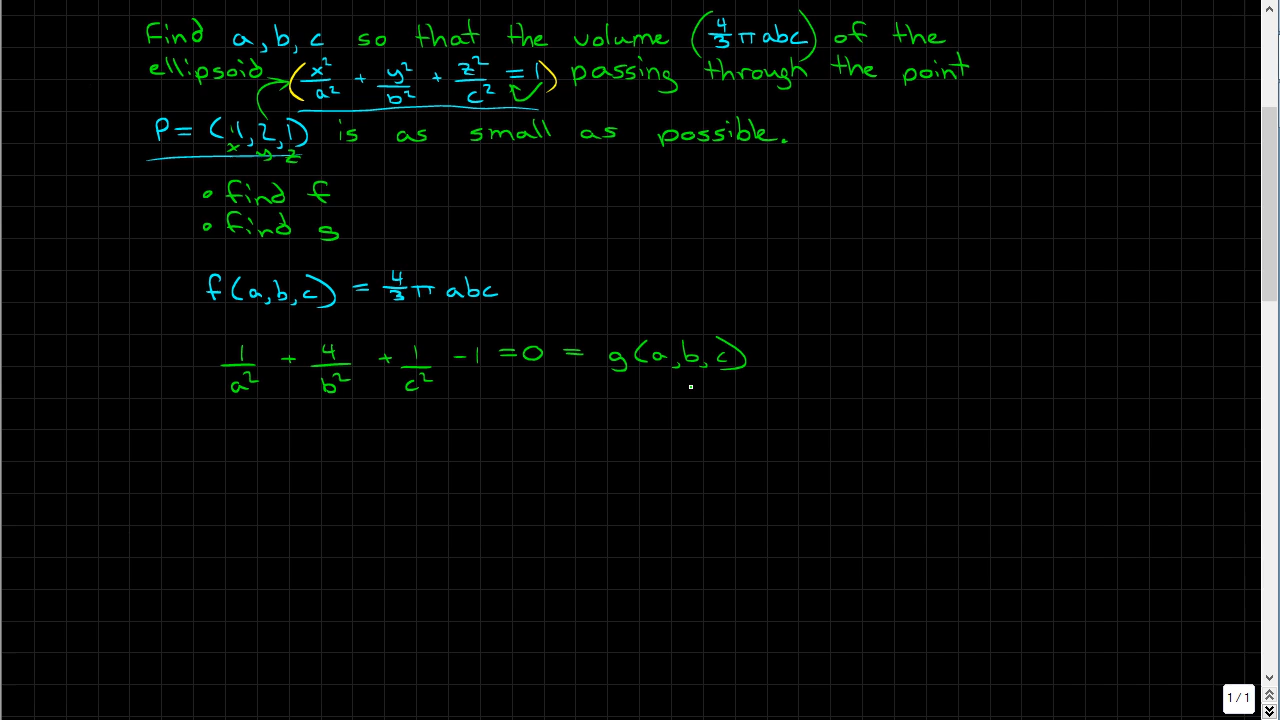 Find a, b, c so that the volume (4/3 π abc) of the
ellipsoid (x²/a² + y²/b² + z²/c² = 1) passing through the point
P = (1, 2, 1) is as small as possible.
x y z
• find f
• find g
f(a, b, c) = 4/3 π abc
1/a² + 4/b² + 1/c² - 1 = 0 = g(a, b, c)
1 / 1